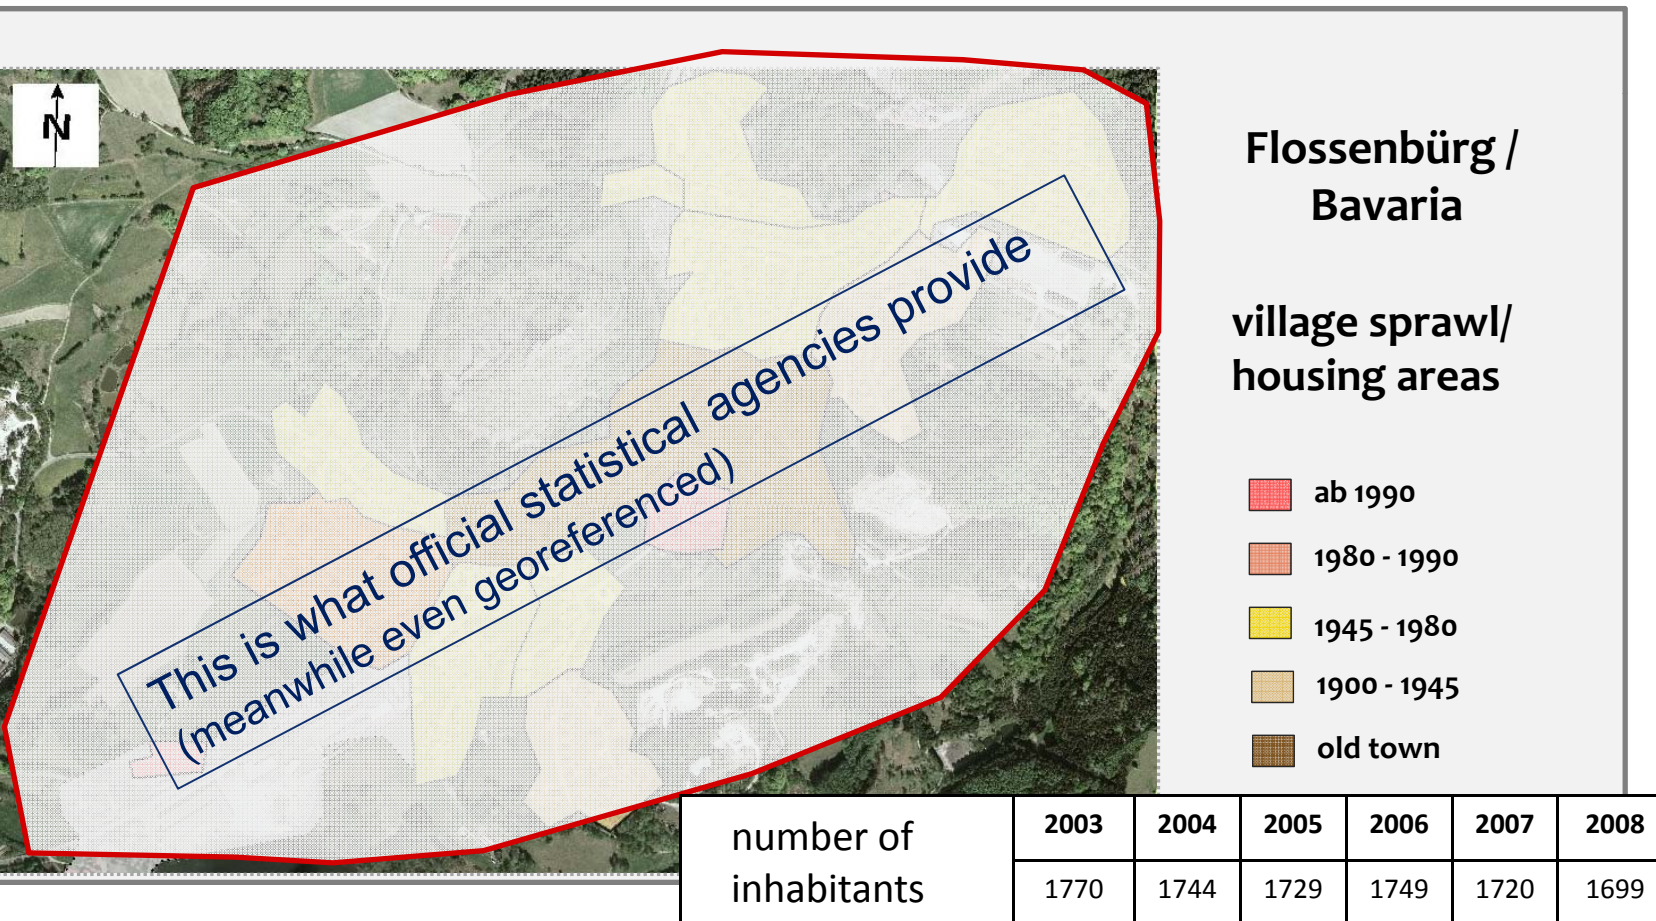 N
Flossenbürg /
Bavaria
village sprawl/
housing areas
ab 1990
1980 - 1990
1945 - 1980
1900 - 1945
old town
This is what official statistical agencies provide
(meanwhile even georeferenced)
number of inhabitants 2003 2004 2005 2006 2007 2008
1770 1744 1729 1749 1720 1699